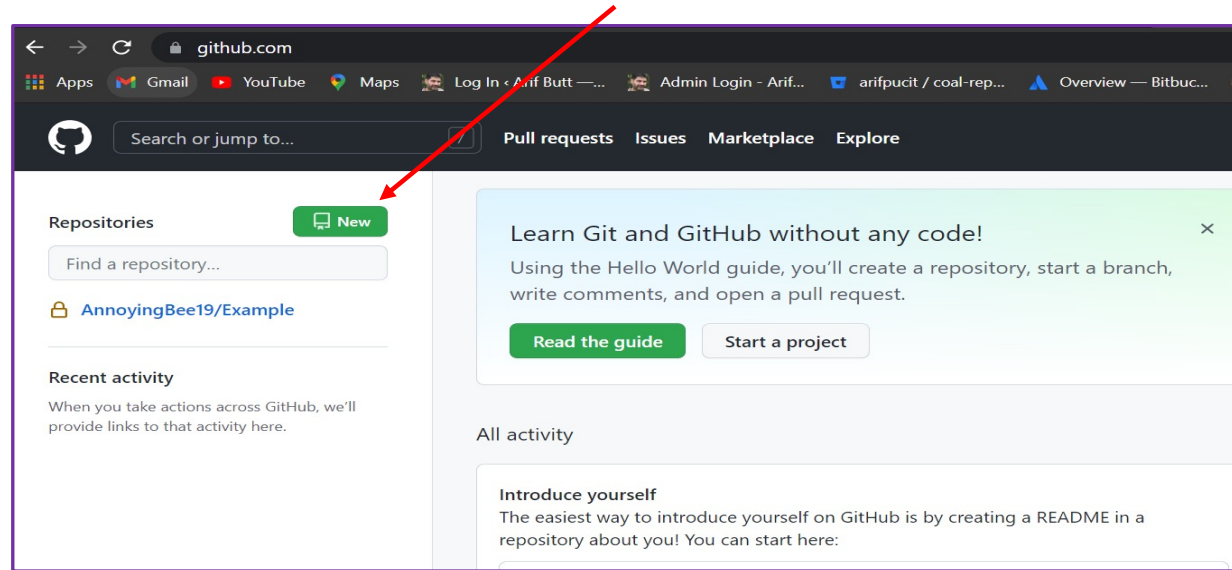 github.com
Apps Gmail YouTube Maps Log In ‹ Arif Butt —... Admin Login - Arif... arifpucit / coal-rep... Overview — Bitbuc...
Search or jump to... / Pull requests Issues Marketplace Explore
Repositories New
Find a repository...
AnnoyingBee19/Example
Recent activity
When you take actions across GitHub, we'll
provide links to that activity here.
Learn Git and GitHub without any code!
Using the Hello World guide, you'll create a repository, start a branch,
write comments, and open a pull request.
Read the guide Start a project
All activity
Introduce yourself
The easiest way to introduce yourself on GitHub is by creating a README in a
repository about you! You can start here: